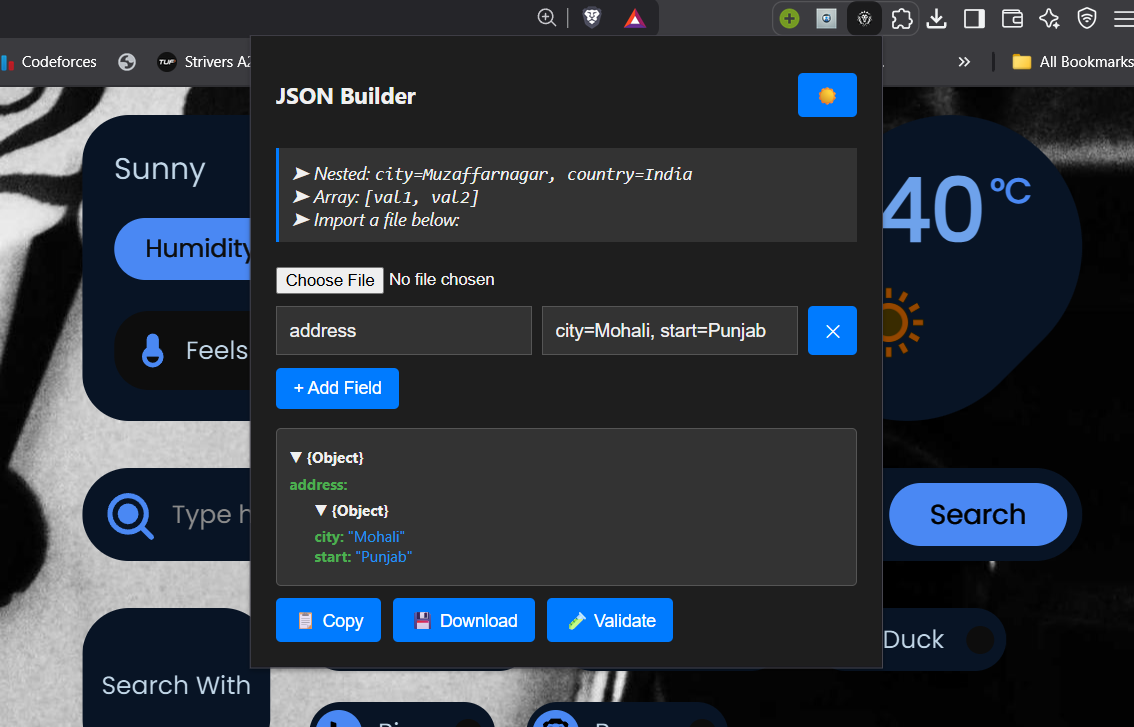 Codeforces
TUF
Strivers A2
»
All Bookmarks
JSON Builder
➤ Nested: city=Muzaffarnagar, country=India
➤ Array: [val1, val2]
➤ Import a file below:
Choose File No file chosen
address
city=Mohali, start=Punjab
+ Add Field
▼ {Object}
address:
▼ {Object}
city: "Mohali"
start: "Punjab"
Copy
Download
Validate
Sunny
Humidity
Feels
40 °C
Type h
Search
Search With
Duck